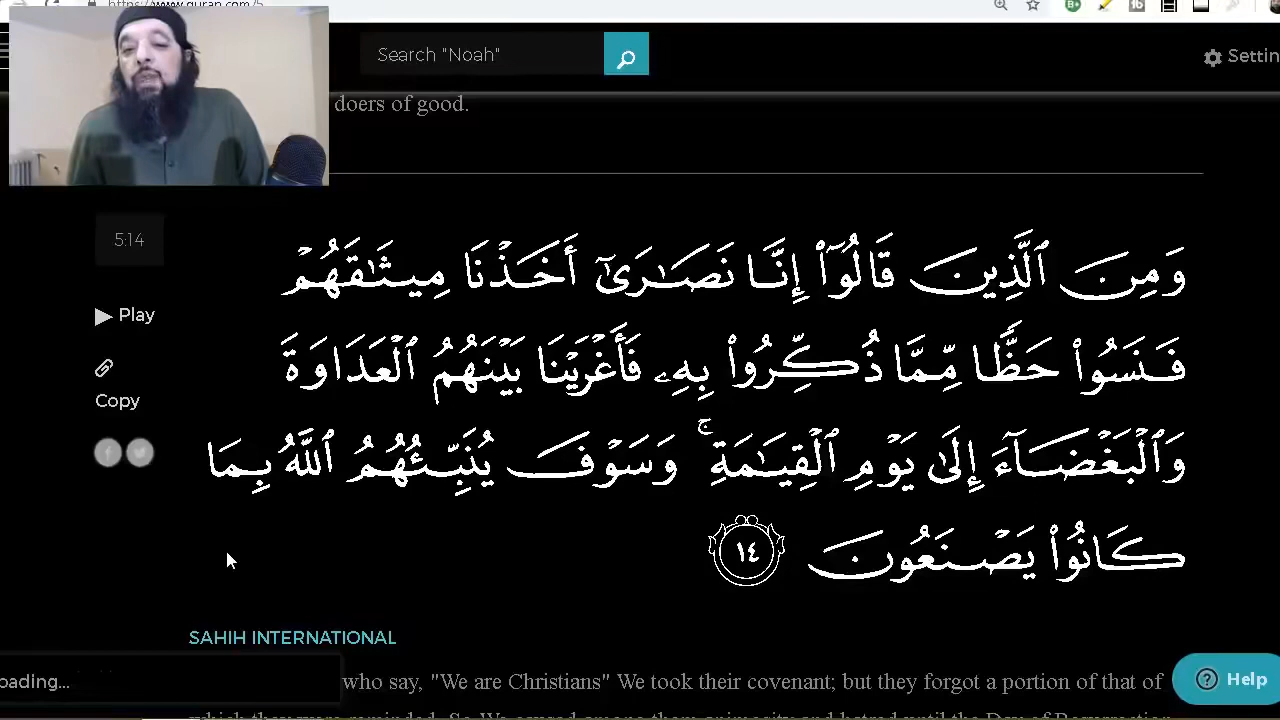 https://www.quran.com/5
Search "Noah"
Settin
doers of good.
5:14
Play
Copy
وَمِنَ ٱلَّذِينَ قَالُوٓا۟ إِنَّا نَصَـٰرَىٰٓ أَخَذْنَا مِيثَـٰقَهُمْ
فَنَسُوا۟ حَظًّا مِّمَّا ذُكِّرُوا۟ بِهِۦ فَأَغْرَيْنَا بَيْنَهُمُ ٱلْعَدَاوَةَ
وَٱلْبَغْضَآءَ إِلَىٰ يَوْمِ ٱلْقِيَـٰمَةِ ۚ وَسَوْفَ يُنَبِّئُهُمُ ٱللَّهُ بِمَا
كَانُوا۟ يَصْنَعُونَ ١٤
SAHIH INTERNATIONAL
oading...
who say, "We are Christians" We took their covenant; but they forgot a portion of that of
Help